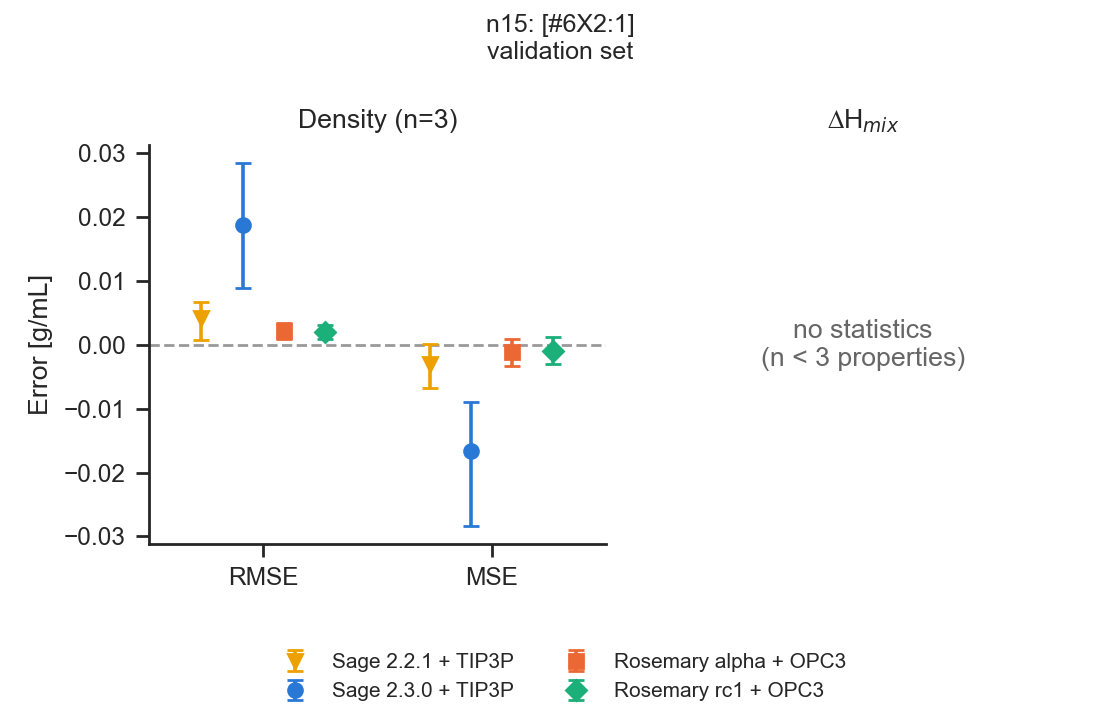 n15: [#6X2:1]
validation set
Density (n=3)
ΔHmix
0.03
0.02
0.01
0.00
−0.01
−0.02
−0.03
Error [g/mL]
no statistics
(n < 3 properties)
RMSE
MSE
Sage 2.2.1 + TIP3P
Sage 2.3.0 + TIP3P
Rosemary alpha + OPC3
Rosemary rc1 + OPC3